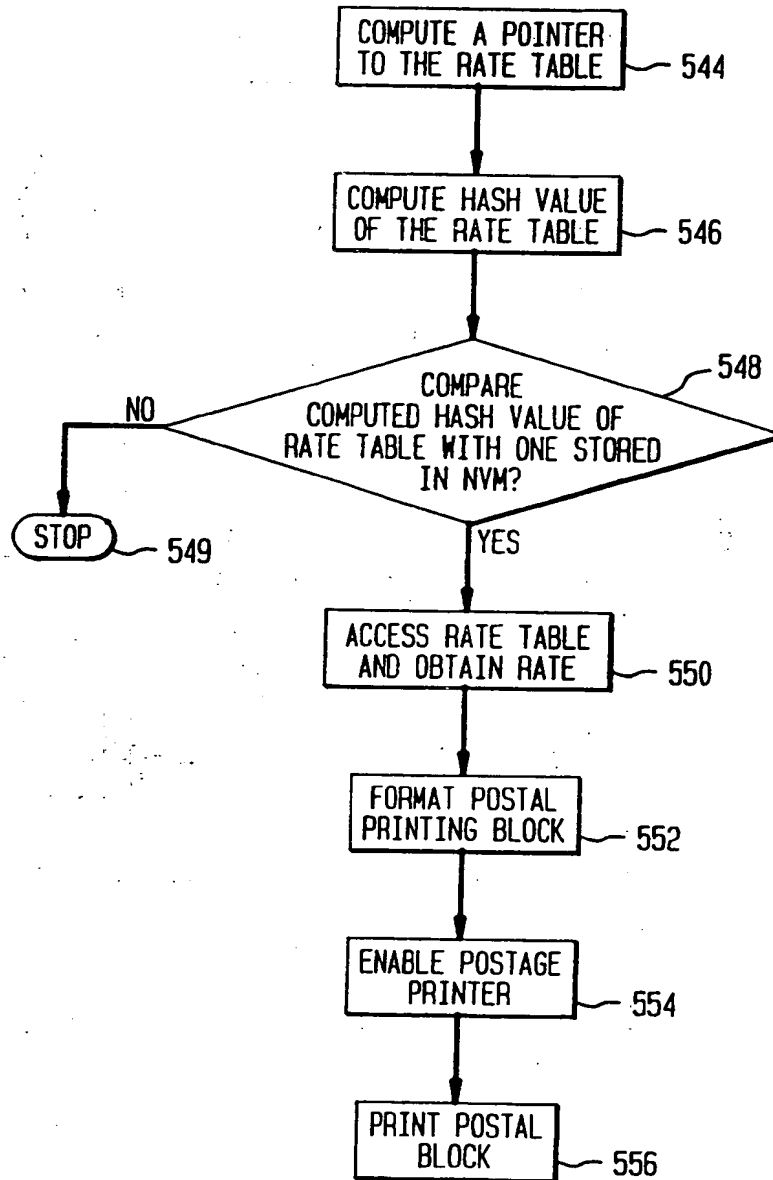 COMPUTE A POINTER
TO THE RATE TABLE
544
COMPUTE HASH VALUE
OF THE RATE TABLE
546
548
COMPARE
COMPUTED HASH VALUE OF
RATE TABLE WITH ONE STORED
IN NVM?
NO
YES
STOP
549
ACCESS RATE TABLE
AND OBTAIN RATE
550
FORMAT POSTAL
PRINTING BLOCK
552
ENABLE POSTAGE
PRINTER
554
PRINT POSTAL
BLOCK
556